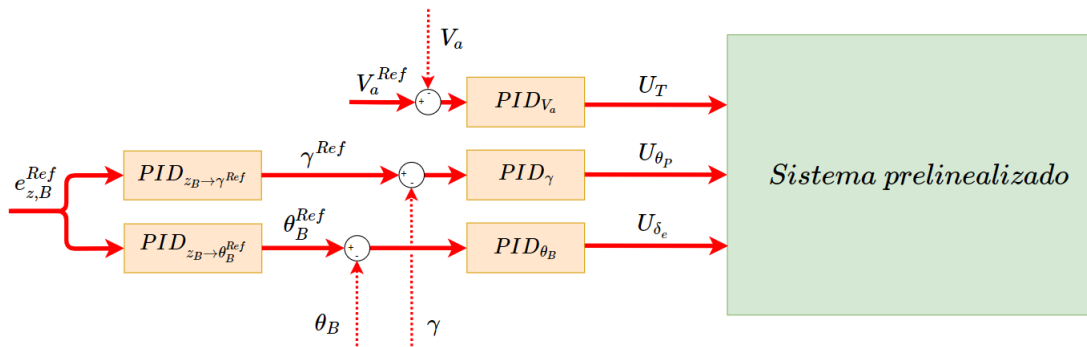 V_a
V_a^{Ref}
+
-
PID_{V_a}
U_T
e_{z,B}^{Ref}
PID_{z_B→γ^{Ref}}
γ^{Ref}
+
-
PID_γ
U_{θ_P}
Sistema prelinealizado
PID_{z_B→θ_B^{Ref}}
θ_B^{Ref}
+
-
PID_{θ_B}
U_{δ_e}
θ_B
γ